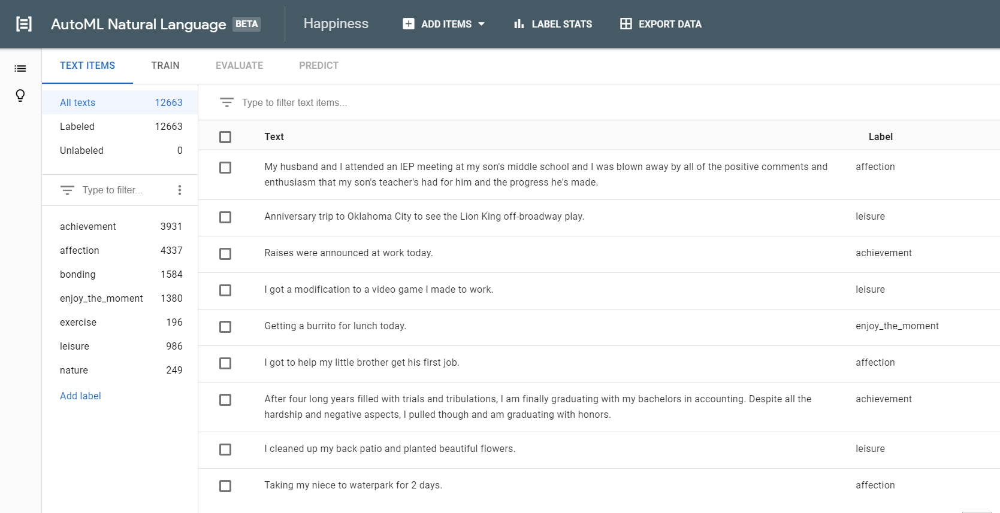 AutoML Natural Language BETA Happiness ADD ITEMS LABEL STATS EXPORT DATA
TEXT ITEMS TRAIN EVALUATE PREDICT
All texts 12663
Labeled 12663
Unlabeled 0
Type to filter...
achievement 3931
affection 4337
bonding 1584
enjoy_the_moment 1380
exercise 196
leisure 986
nature 249
Add label
Type to filter text items...
Text Label
My husband and I attended an IEP meeting at my son's middle school and I was blown away by all of the positive comments and affection
enthusiasm that my son's teacher's had for him and the progress he's made.
Anniversary trip to Oklahoma City to see the Lion King off-broadway play. leisure
Raises were announced at work today. achievement
I got a modification to a video game I made to work. leisure
Getting a burrito for lunch today. enjoy_the_moment
I got to help my little brother get his first job. affection
After four long years filled with trials and tribulations, I am finally graduating with my bachelors in accounting. Despite all the achievement
hardship and negative aspects, I pulled though and am graduating with honors.
I cleaned up my back patio and planted beautiful flowers. leisure
Taking my niece to waterpark for 2 days. affection